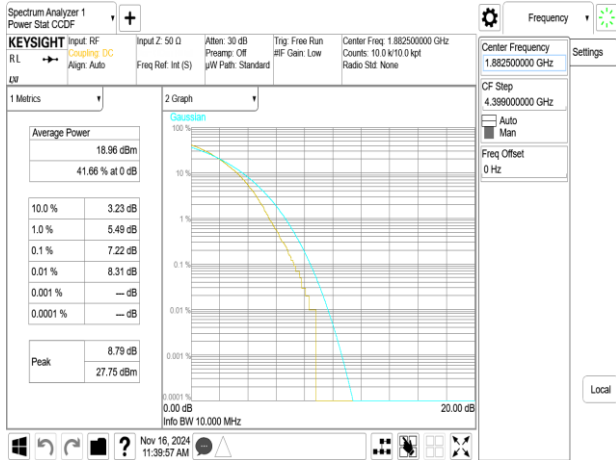 Spectrum Analyzer 1
Power Stat CCDF
Frequency
KEYSIGHT
RL
LXI
Input: RF
Coupling: DC
Align: Auto
Input Z: 50 Ω
Freq Ref: Int (S)
Atten: 30 dB
Preamp: Off
µW Path: Standard
Trig: Free Run
#IF Gain: Low
Center Freq: 1.882500000 GHz
Counts: 10.0 k/10.0 kpt
Radio Std: None
Center Frequency
1.882500000 GHz
Settings
CF Step
4.399000000 GHz
Auto
Man
Freq Offset
0 Hz
Local
1 Metrics
Average Power
18.96 dBm
41.66 % at 0 dB
10.0 % 3.23 dB
1.0 % 5.49 dB
0.1 % 7.22 dB
0.01 % 8.31 dB
0.001 % --- dB
0.0001 % --- dB
Peak
8.79 dB
27.75 dBm
2 Graph
Gaussian
100 %
10 %
1 %
0.1 %
0.01 %
0.001 %
0.0001 %
0.00 dB 20.00 dB
Info BW 10.000 MHz
?
Nov 16, 2024
11:39:57 AM